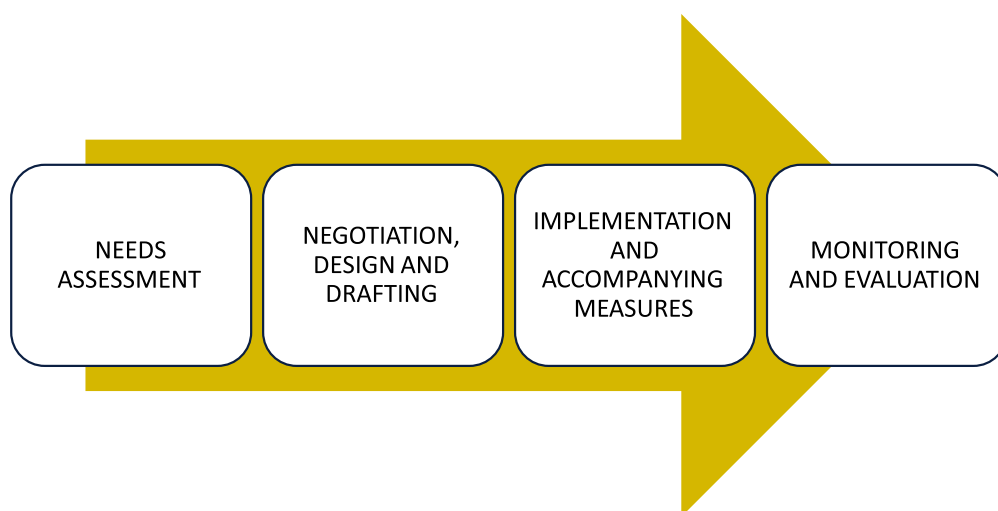 NEEDS
ASSESSMENT
NEGOTIATION,
DESIGN AND
DRAFTING
IMPLEMENTATION
AND
ACCOMPANYING
MEASURES
MONITORING
AND EVALUATION